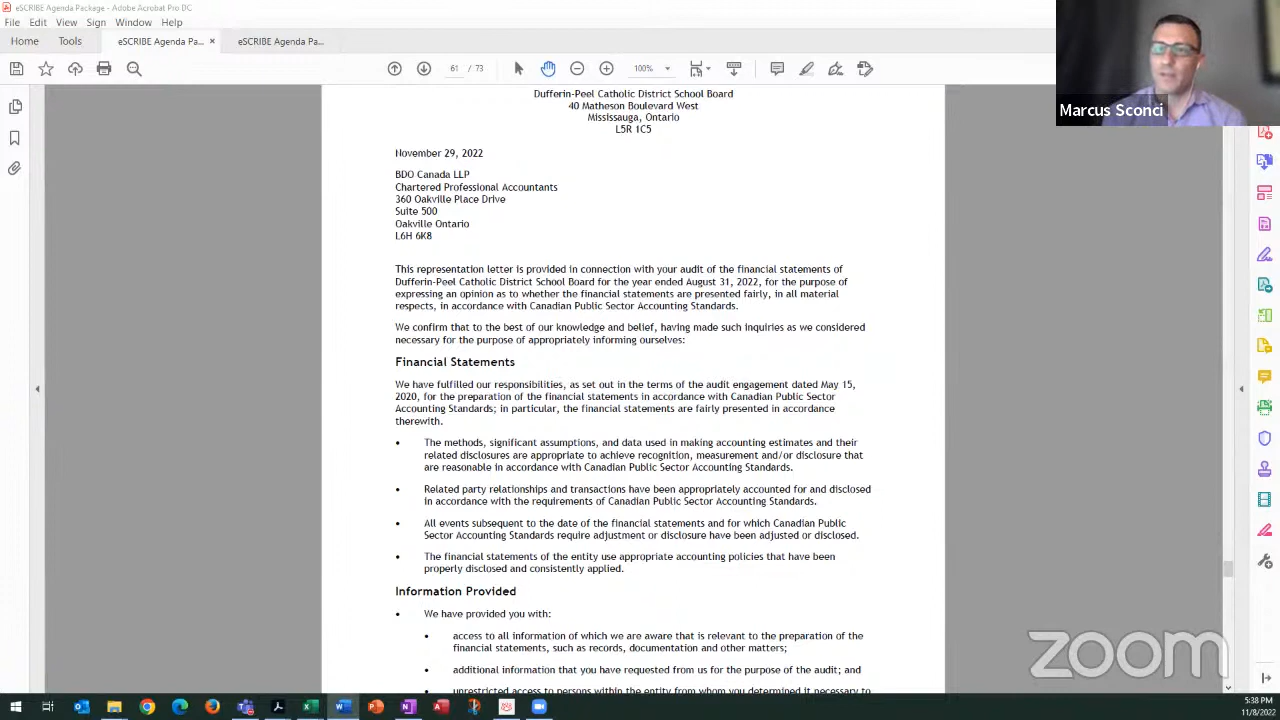 eSCRIBE Agenda Package - Adobe Acrobat Pro DC
File Edit View Sign Window Help
Home Tools eSCRIBE Agenda Pa... × eSCRIBE Agenda Pa...
61 / 73 100%
Marcus Sconci
Dufferin-Peel Catholic District School Board
40 Matheson Boulevard West
Mississauga, Ontario
L5R 1C5
November 29, 2022
BDO Canada LLP
Chartered Professional Accountants
360 Oakville Place Drive
Suite 500
Oakville Ontario
L6H 6K8
This representation letter is provided in connection with your audit of the financial statements of
Dufferin-Peel Catholic District School Board for the year ended August 31, 2022, for the purpose of
expressing an opinion as to whether the financial statements are presented fairly, in all material
respects, in accordance with Canadian Public Sector Accounting Standards.
We confirm that to the best of our knowledge and belief, having made such inquiries as we considered
necessary for the purpose of appropriately informing ourselves:
Financial Statements
We have fulfilled our responsibilities, as set out in the terms of the audit engagement dated May 15,
2020, for the preparation of the financial statements in accordance with Canadian Public Sector
Accounting Standards; in particular, the financial statements are fairly presented in accordance
therewith.
• The methods, significant assumptions, and data used in making accounting estimates and their
related disclosures are appropriate to achieve recognition, measurement and/or disclosure that
are reasonable in accordance with Canadian Public Sector Accounting Standards.
• Related party relationships and transactions have been appropriately accounted for and disclosed
in accordance with the requirements of Canadian Public Sector Accounting Standards.
• All events subsequent to the date of the financial statements and for which Canadian Public
Sector Accounting Standards require adjustment or disclosure have been adjusted or disclosed.
• The financial statements of the entity use appropriate accounting policies that have been
properly disclosed and consistently applied.
Information Provided
• We have provided you with:
• access to all information of which we are aware that is relevant to the preparation of the
financial statements, such as records, documentation and other matters;
• additional information that you have requested from us for the purpose of the audit; and
• unrestricted access to persons within the entity from whom you determined it necessary to
zoom
5:38 PM
11/8/2022